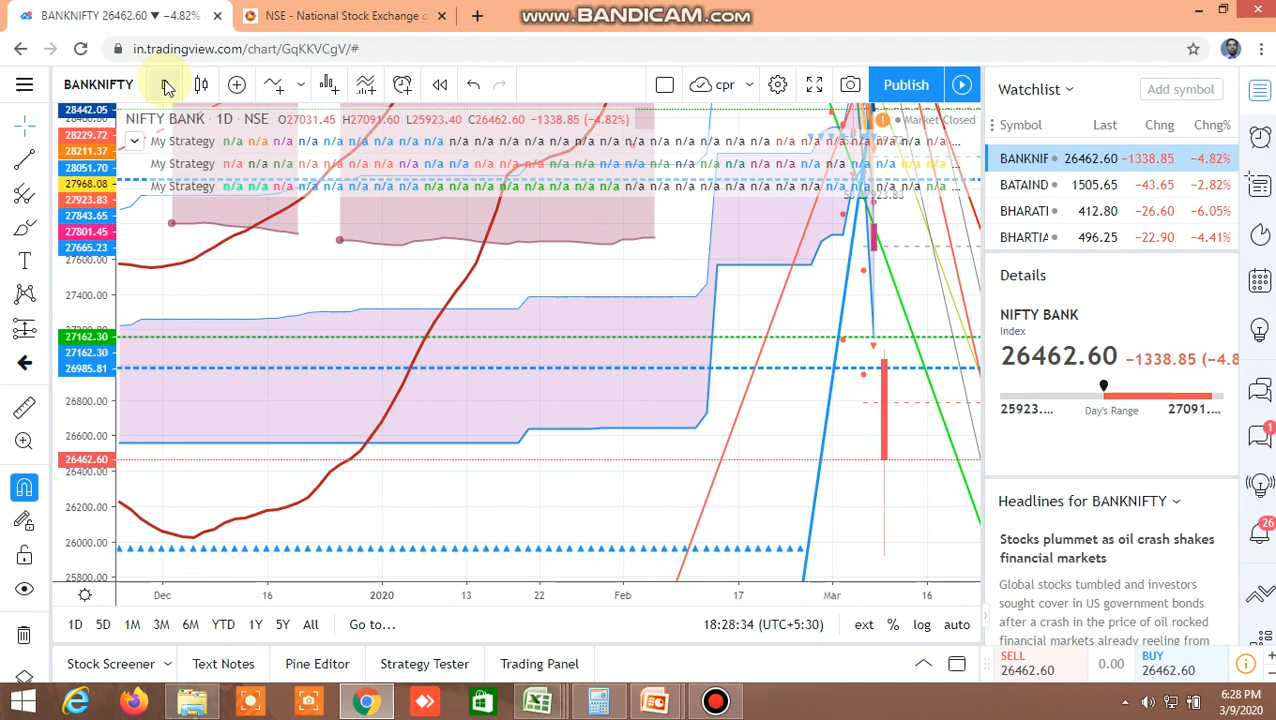 BANKNIFTY 26462.60 ▼ −4.82%
NSE - National Stock Exchange o
www.BANDICAM.com
in.tradingview.com/chart/GqKKVCgV/#
BANKNIFTY
cpr
Publish
NIFTY BANK · 1D · NSE O27031.45 H27091.60 L25923.40 C26462.60 −1338.85 (−4.82%)
Market Closed
My Strategy n/a n/a n/a n/a n/a n/a n/a n/a n/a n/a n/a n/a n/a n/a n/a n/a n/a n/a n/a n/a n/a n/a n/a n/a n/a n/a n/a n/a n/a ...
My Strategy n/a n/a n/a n/a n/a n/a n/a n/a n/a n/a n/a n/a n/a n/a n/a n/a n/a n/a n/a n/a n/a n/a n/a n/a n/a n/a n/a n/a n/a ...
My Strategy n/a n/a n/a n/a n/a n/a n/a n/a n/a n/a n/a n/a n/a n/a n/a n/a n/a n/a n/a n/a n/a n/a n/a n/a n/a n/a n/a n/a n/a ...
28442.05
28400.00
28229.72
28211.37
28051.70
27968.08
27923.83
27843.65
27801.45
27665.23
27600.00
27400.00
27162.30
27162.30
26985.81
26800.00
26600.00
26462.60
26400.00
26200.00
26000.00
25800.00
Dec 16 2020 13 22 Feb 17 Mar 16
1D 5D 1M 3M 6M YTD 1Y 5Y All Go to... 18:28:34 (UTC+5:30) ext % log auto
Stock Screener Text Notes Pine Editor Strategy Tester Trading Panel
Watchlist
Add symbol
Symbol Last Chng Chng%
BANKNIF 26462.60 −1338.85 −4.82%
BATAIND 1505.65 −43.65 −2.82%
BHARATI 412.80 −26.60 −6.05%
BHARTIA 496.25 −22.90 −4.41%
Details
NIFTY BANK
Index
26462.60 −1338.85 (−4.8
25923.... Day's Range 27091....
Headlines for BANKNIFTY
Stocks plummet as oil crash shakes
financial markets
Global stocks tumbled and investors
sought cover in US government bonds
after a crash in the price of oil rocked
financial markets already reeling from
SELL
26462.60
0.00
BUY
26462.60
1
26
6:28 PM
3/9/2020